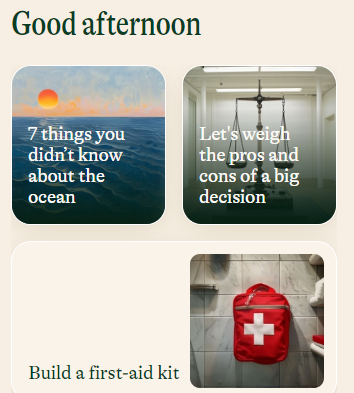 Good afternoon
7 things you
didn't know
about the
ocean
Let's weigh
the pros and
cons of a big
decision
Build a first-aid kit